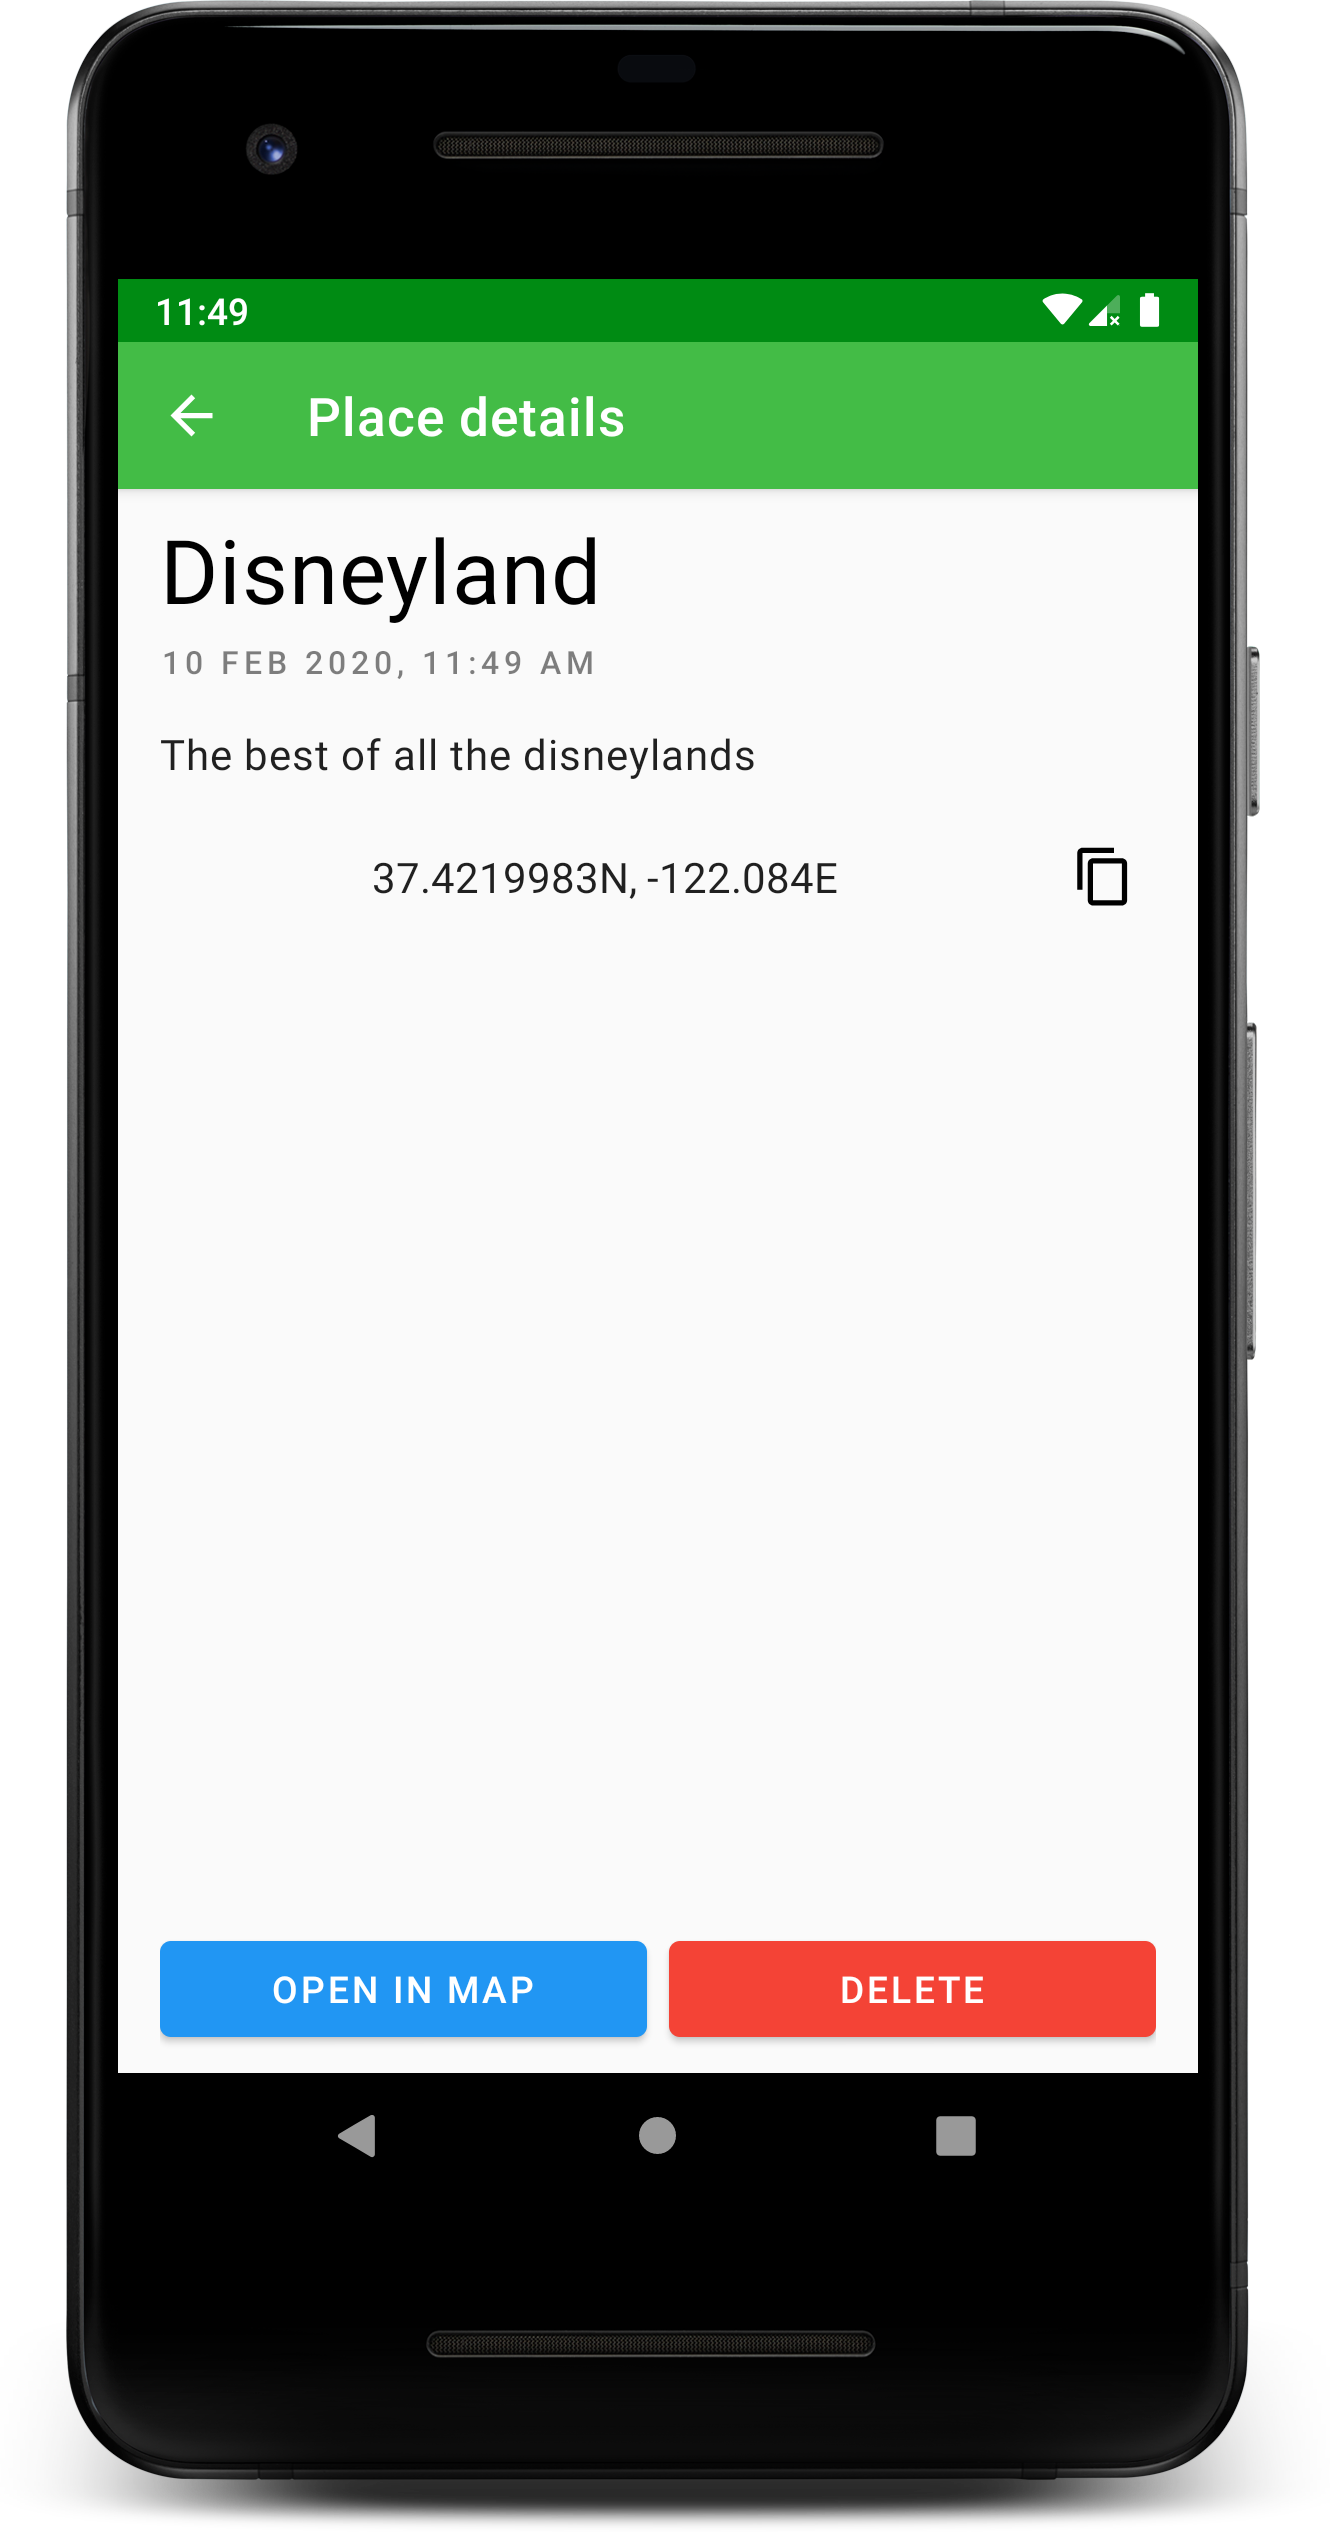 11:49
Place details
Disneyland
10 FEB 2020, 11:49 AM
The best of all the disneylands
37.4219983N, -122.084E
OPEN IN MAP
DELETE